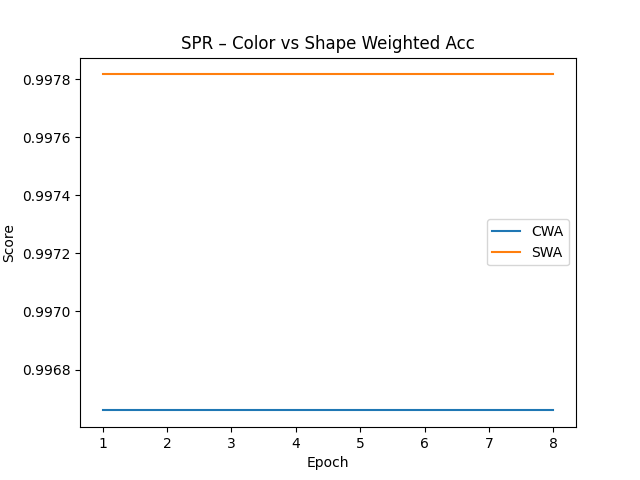 SPR – Color vs Shape Weighted Acc
0.9978
0.9976
0.9974
0.9972
0.9970
0.9968
Score
CWA
SWA
1 2 3 4 5 6 7 8
Epoch